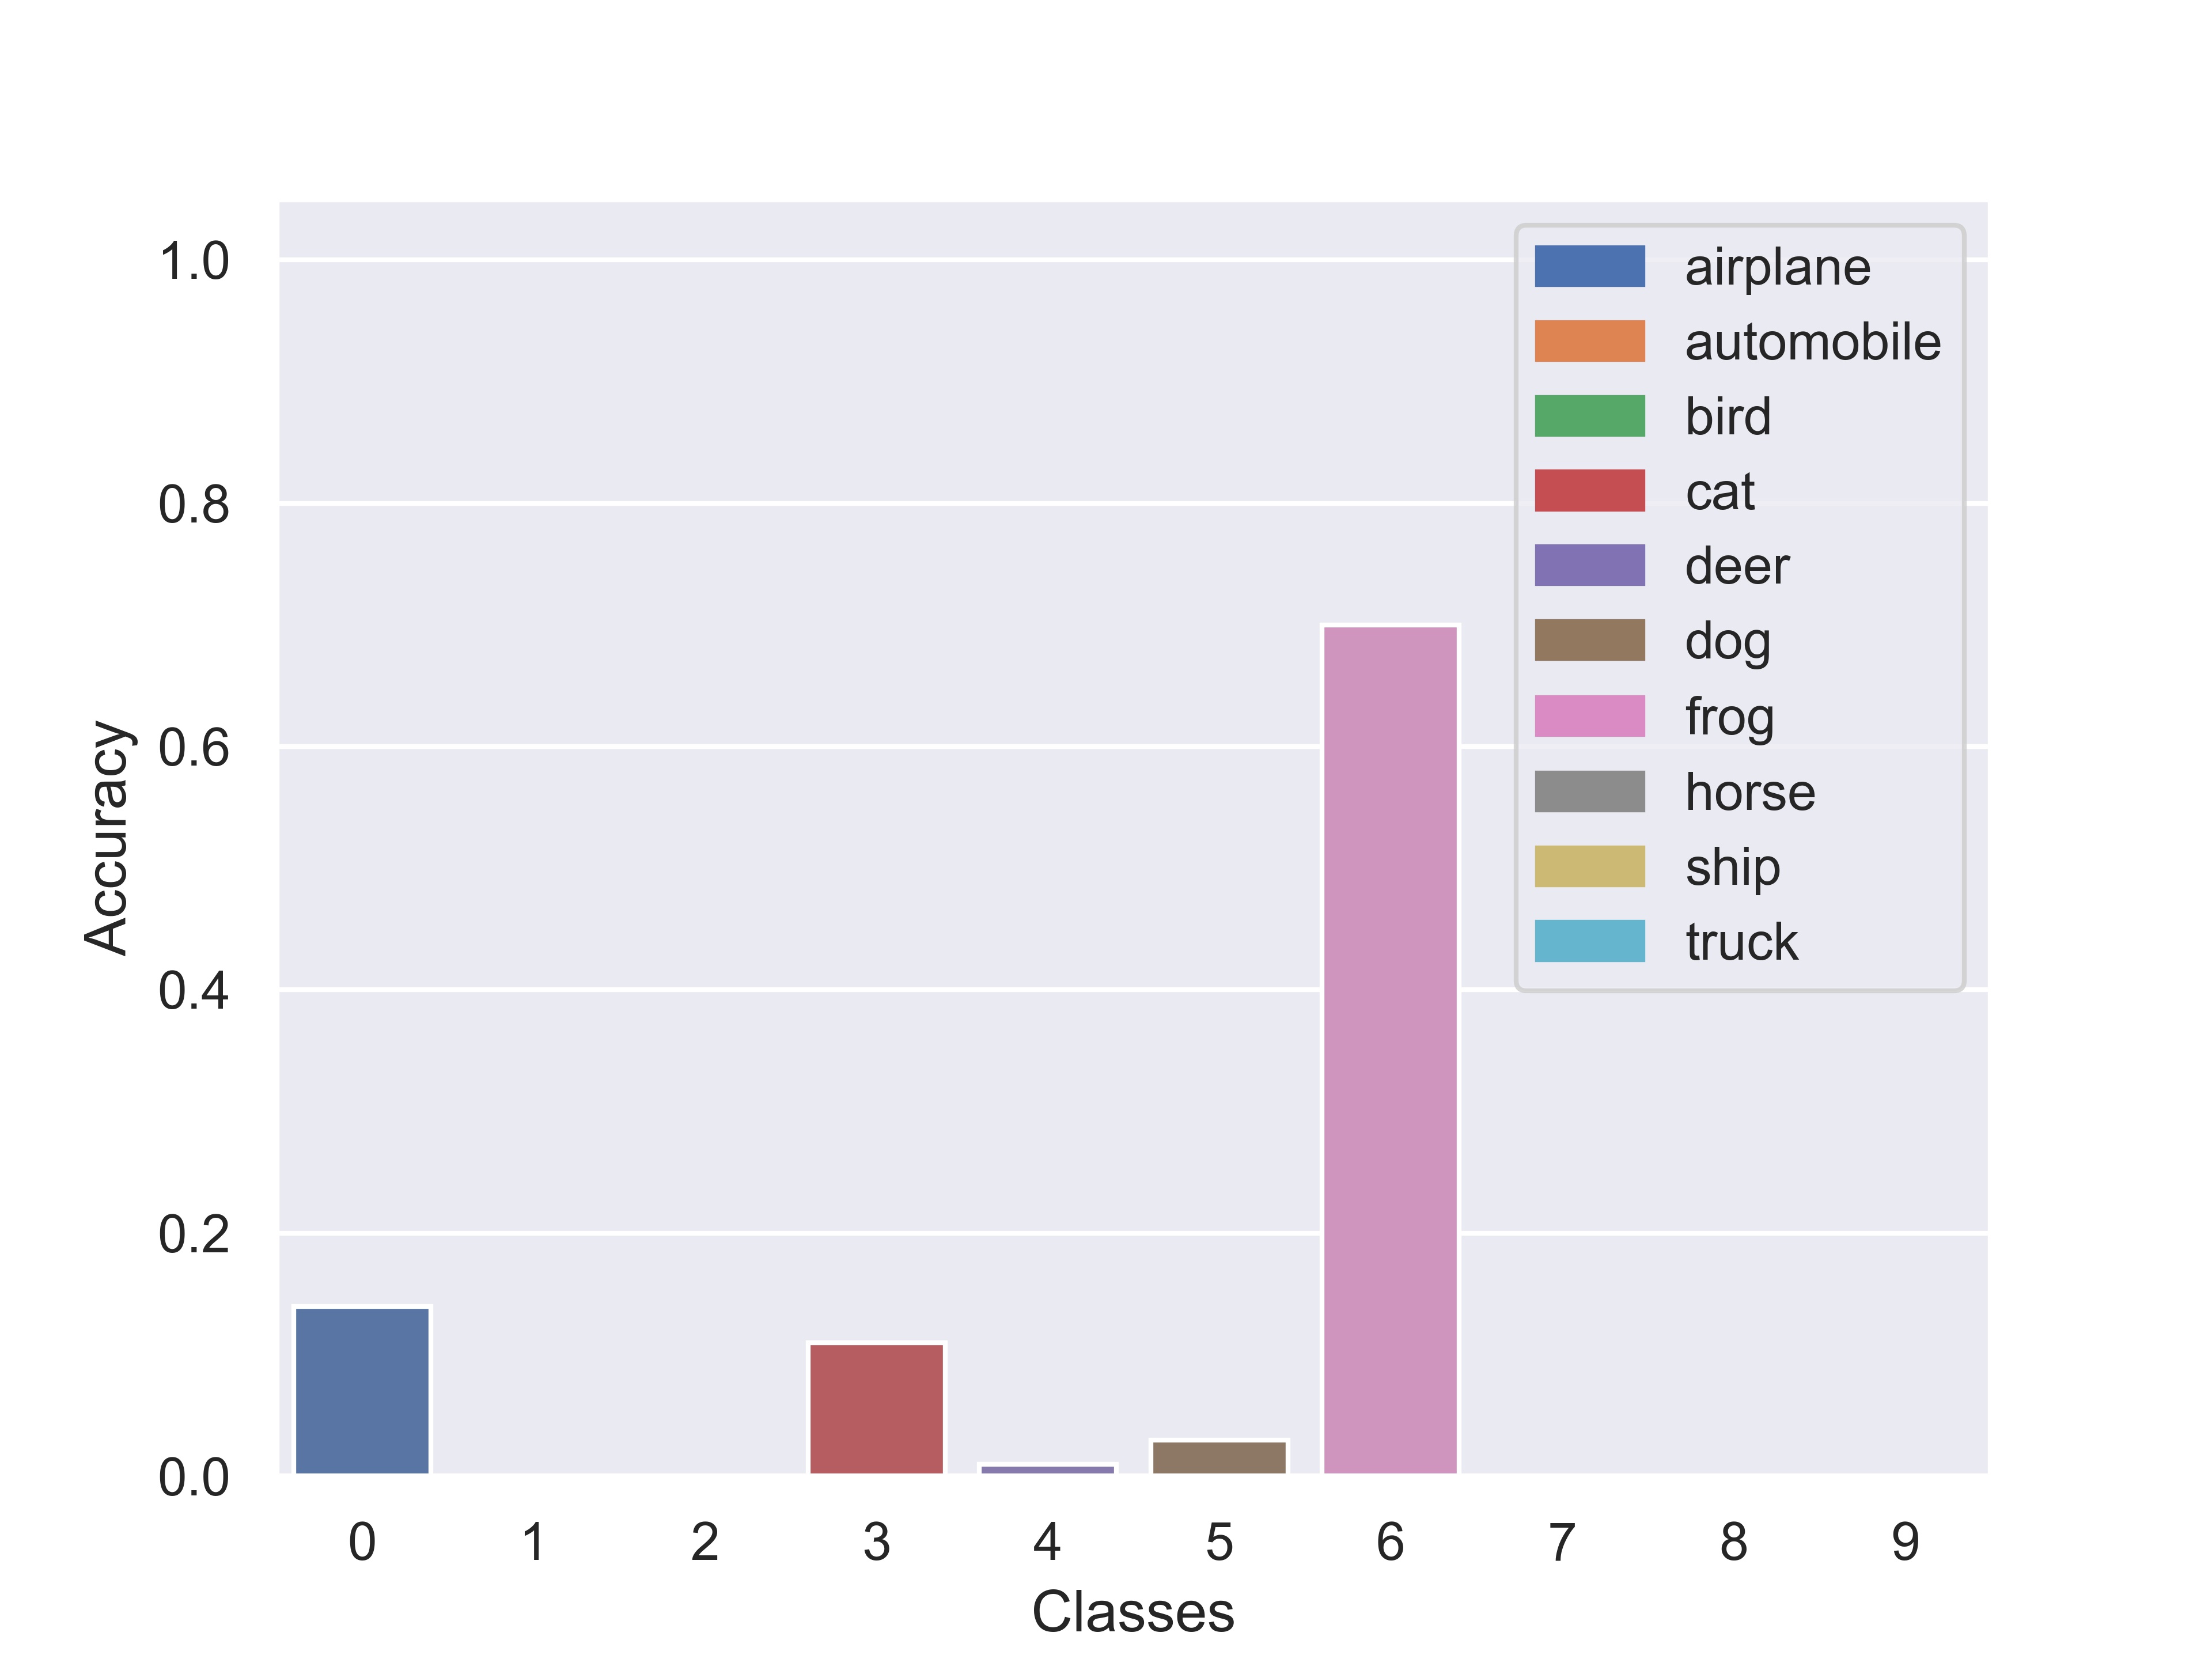 1.0
0.8
0.6
0.4
0.2
0.0
Accuracy
0 1 2 3 4 5 6 7 8 9
Classes
airplane
automobile
bird
cat
deer
dog
frog
horse
ship
truck